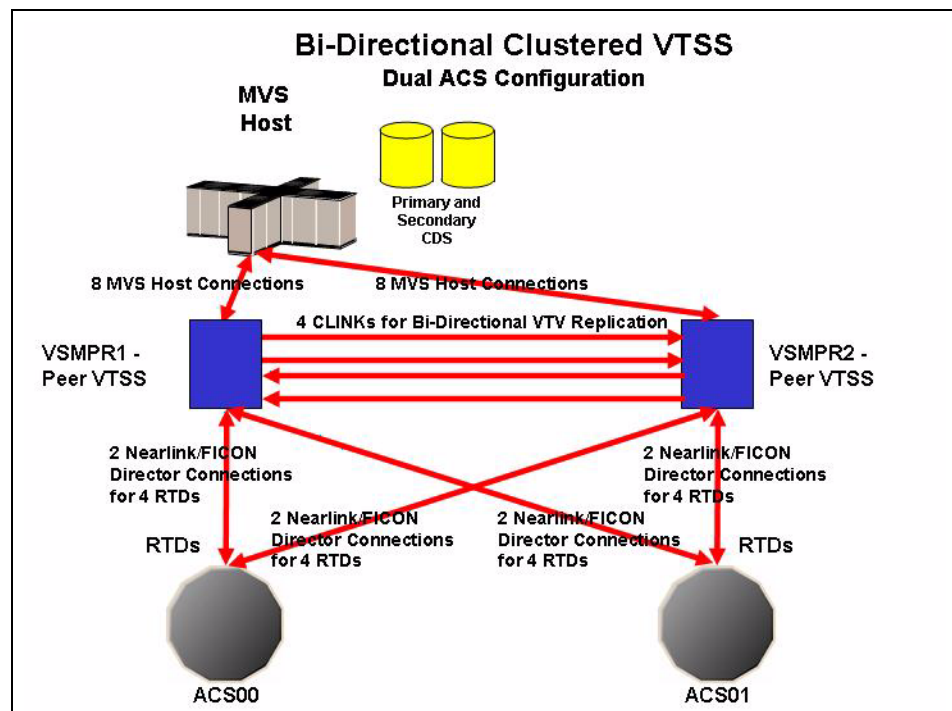 Bi-Directional Clustered VTSS
Dual ACS Configuration
MVS
Host
Primary and
Secondary
CDS
8 MVS Host Connections
8 MVS Host Connections
4 CLINKs for Bi-Directional VTV Replication
VSMPR1 -
Peer VTSS
VSMPR2 -
Peer VTSS
2 Nearlink/FICON
Director Connections
for 4 RTDs
2 Nearlink/FICON
Director Connections
for 4 RTDs
2 Nearlink/FICON
Director Connections
for 4 RTDs
2 Nearlink/FICON
Director Connections
for 4 RTDs
RTDs
RTDs
ACS00
ACS01